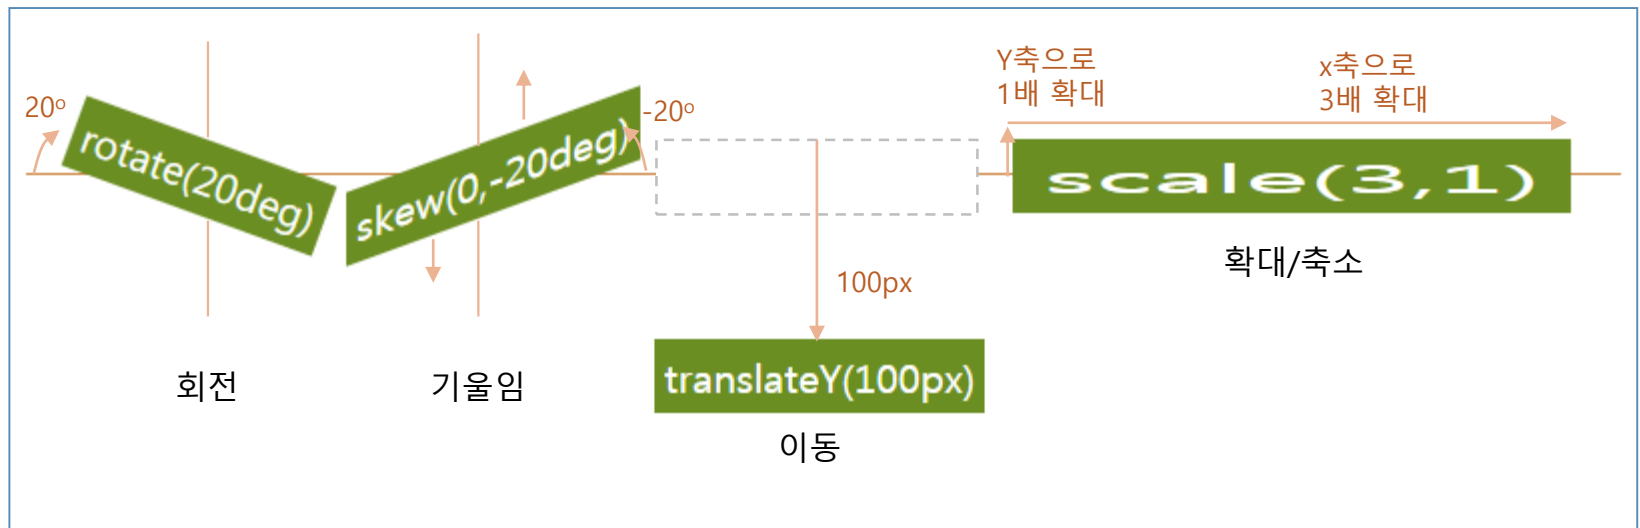 20º
rotate(20deg)
회전
skew(0,-20deg)
-20º
기울임
100px
translateY(100px)
이동
Y축으로
1배 확대
x축으로
3배 확대
scale(3,1)
확대/축소